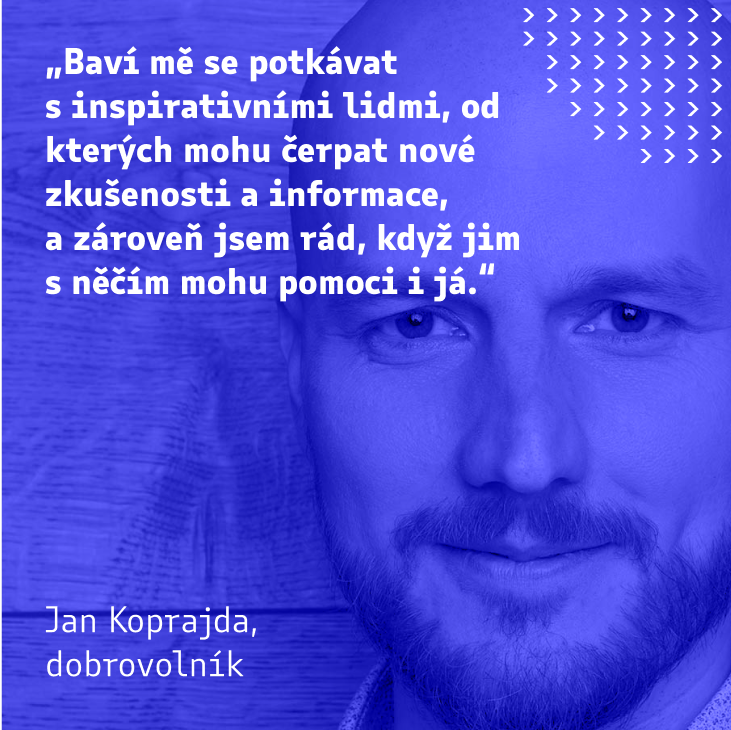 „Baví mě se potkávat
s inspirativními lidmi, od
kterých mohu čerpat nové
zkušenosti a informace,
a zároveň jsem rád, když jim
s něčím mohu pomoci i já.“
Jan Koprajda,
dobrovolník